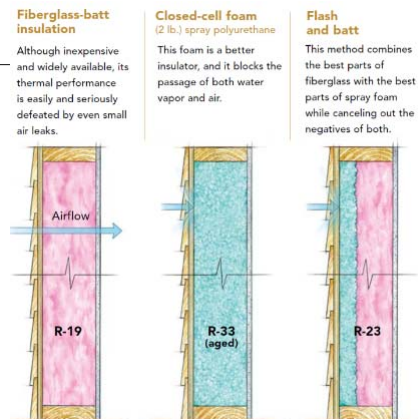 Fiberglass-batt
insulation
Although inexpensive
and widely available, its
thermal performance
is easily and seriously
defeated by even small
air leaks.
Closed-cell foam
(2 lb.) spray polyurethane
This foam is a better
insulator, and it blocks the
passage of both water
vapor and air.
Flash
and batt
This method combines
the best parts of
fiberglass with the best
parts of spray foam
while canceling out the
negatives of both.
Airflow
R-19
R-33
(aged)
R-23